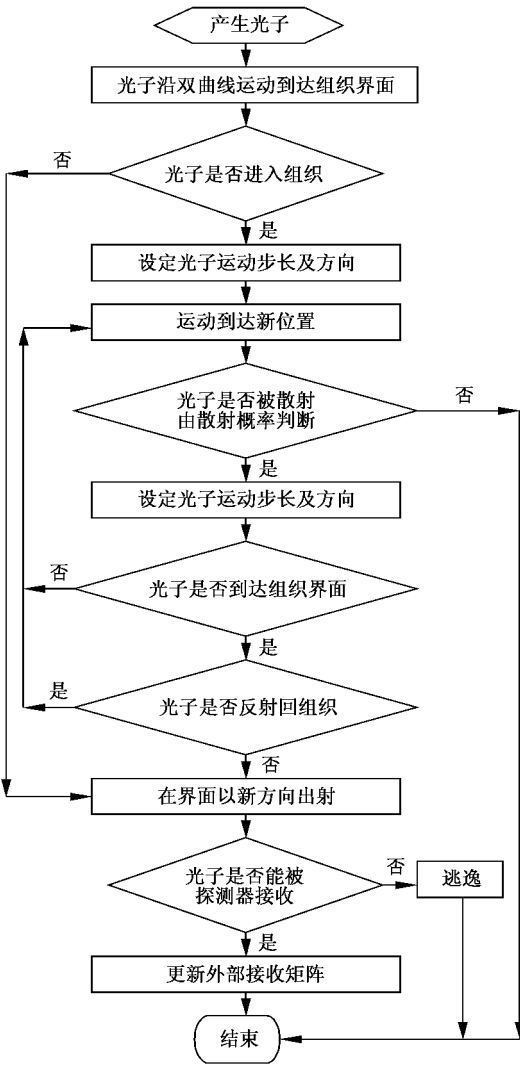 产生光子
光子沿双曲线运动到达组织界面
否
光子是否进入组织
是
设定光子运动步长及方向
运动到达新位置
光子是否被散射
由散射概率判断
否
是
设定光子运动步长及方向
否
光子是否到达组织界面
是
是
光子是否反射回组织
否
在界面以新方向出射
光子是否能被
探测器接收
否
逃逸
是
更新外部接收矩阵
结束